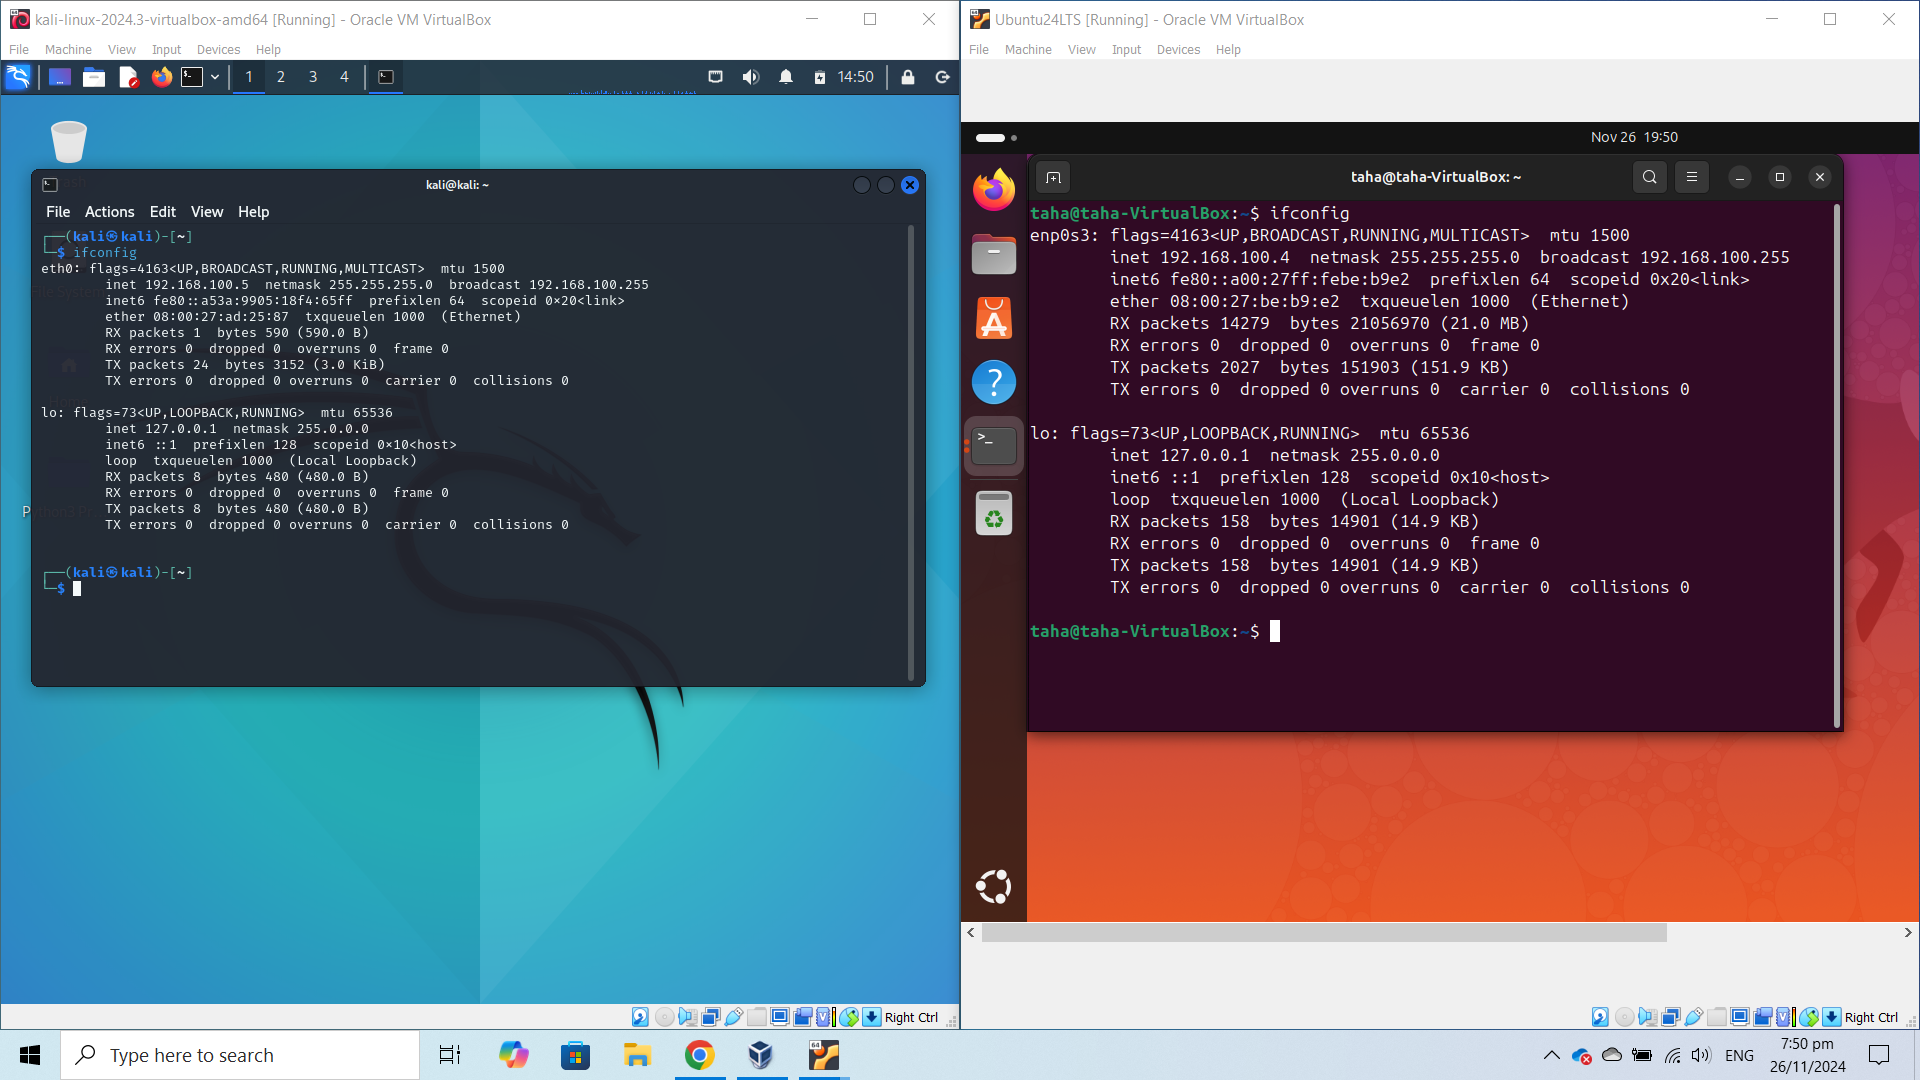 kali-linux-2024.3-virtualbox-amd64 [Running] - Oracle VM VirtualBox
File Machine View Input Devices Help
1 2 3 4 14:50
kali@kali: ~
File Actions Edit View Help
┌──(kali㉿kali)-[~]
└─$ ifconfig
eth0: flags=4163<UP,BROADCAST,RUNNING,MULTICAST>  mtu 1500
        inet 192.168.100.5  netmask 255.255.255.0  broadcast 192.168.100.255
        inet6 fe80::a53a:9905:18f4:65ff  prefixlen 64  scopeid 0×20<link>
        ether 08:00:27:ad:25:87  txqueuelen 1000  (Ethernet)
        RX packets 1  bytes 590 (590.0 B)
        RX errors 0  dropped 0  overruns 0  frame 0
        TX packets 24  bytes 3152 (3.0 KiB)
        TX errors 0  dropped 0 overruns 0  carrier 0  collisions 0
lo: flags=73<UP,LOOPBACK,RUNNING>  mtu 65536
        inet 127.0.0.1  netmask 255.0.0.0
        inet6 ::1  prefixlen 128  scopeid 0×10<host>
        loop  txqueuelen 1000  (Local Loopback)
        RX packets 8  bytes 480 (480.0 B)
        RX errors 0  dropped 0  overruns 0  frame 0
        TX packets 8  bytes 480 (480.0 B)
        TX errors 0  dropped 0 overruns 0  carrier 0  collisions 0
┌──(kali㉿kali)-[~]
└─$
Right Ctrl
Ubuntu24LTS [Running] - Oracle VM VirtualBox
File Machine View Input Devices Help
Nov 26 19:50
taha@taha-VirtualBox: ~
taha@taha-VirtualBox:~$ ifconfig
enp0s3: flags=4163<UP,BROADCAST,RUNNING,MULTICAST>  mtu 1500
        inet 192.168.100.4  netmask 255.255.255.0  broadcast 192.168.100.255
        inet6 fe80::a00:27ff:febe:b9e2  prefixlen 64  scopeid 0x20<link>
        ether 08:00:27:be:b9:e2  txqueuelen 1000  (Ethernet)
        RX packets 14279  bytes 21056970 (21.0 MB)
        RX errors 0  dropped 0  overruns 0  frame 0
        TX packets 2027  bytes 151903 (151.9 KB)
        TX errors 0  dropped 0 overruns 0  carrier 0  collisions 0
lo: flags=73<UP,LOOPBACK,RUNNING>  mtu 65536
        inet 127.0.0.1  netmask 255.0.0.0
        inet6 ::1  prefixlen 128  scopeid 0x10<host>
        loop  txqueuelen 1000  (Local Loopback)
        RX packets 158  bytes 14901 (14.9 KB)
        RX errors 0  dropped 0  overruns 0  frame 0
        TX packets 158  bytes 14901 (14.9 KB)
        TX errors 0  dropped 0 overruns 0  carrier 0  collisions 0
taha@taha-VirtualBox:~$
Right Ctrl
Type here to search
ENG
7:50 pm
26/11/2024